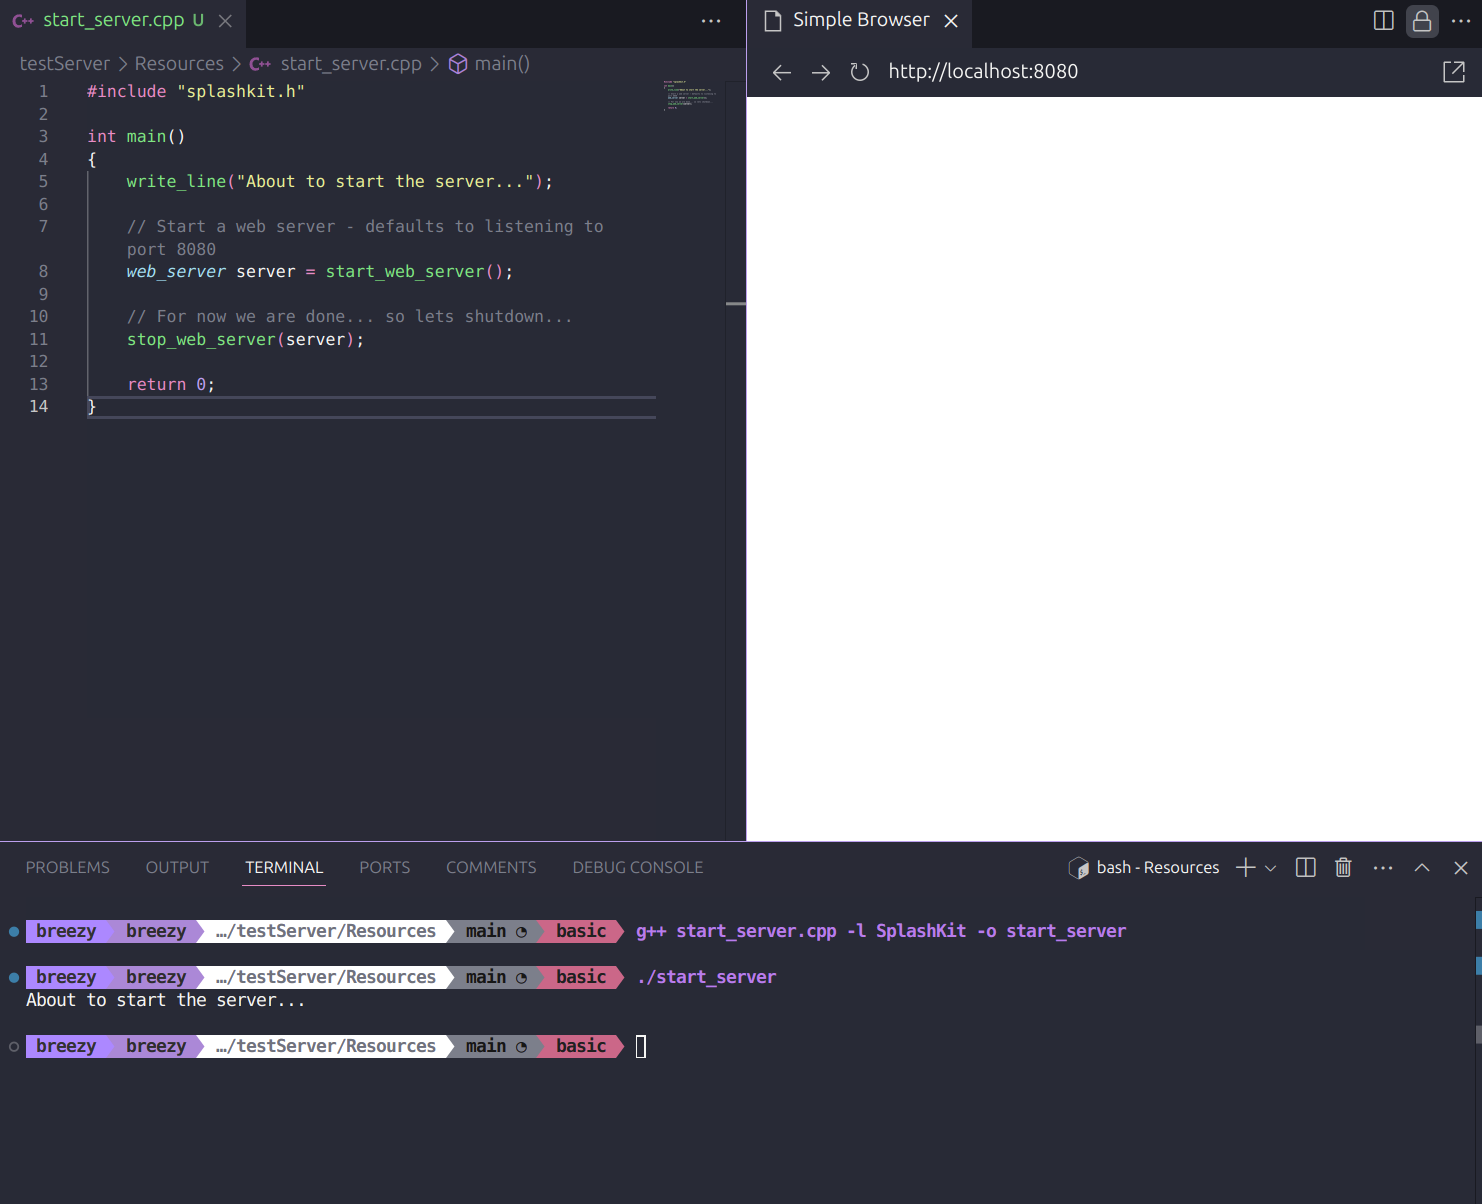 C++ start_server.cpp U
testServer > Resources > C++ start_server.cpp > main()
1 #include "splashkit.h"
2
3 int main()
4 {
5 write_line("About to start the server...");
6
7 // Start a web server - defaults to listening to
port 8080
8 web_server server = start_web_server();
9
10 // For now we are done... so lets shutdown...
11 stop_web_server(server);
12
13 return 0;
14 }
Simple Browser
http://localhost:8080
PROBLEMS OUTPUT TERMINAL PORTS COMMENTS DEBUG CONSOLE
bash - Resources
breezy breezy …/testServer/Resources main basic g++ start_server.cpp -l SplashKit -o start_server
breezy breezy …/testServer/Resources main basic ./start_server
About to start the server...
breezy breezy …/testServer/Resources main basic